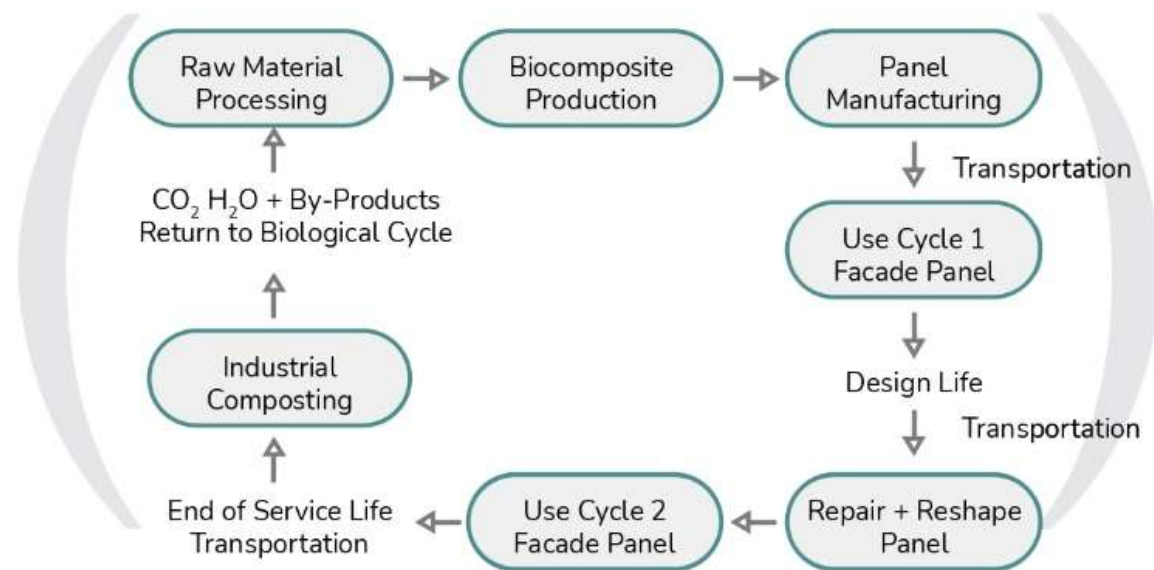 Raw Material
Processing
Biocomposite
Production
Panel
Manufacturing
Transportation
Use Cycle 1
Facade Panel
Design Life
Transportation
Repair + Reshape
Panel
Use Cycle 2
Facade Panel
End of Service Life
Transportation
Industrial
Composting
CO₂ H₂O + By-Products
Return to Biological Cycle